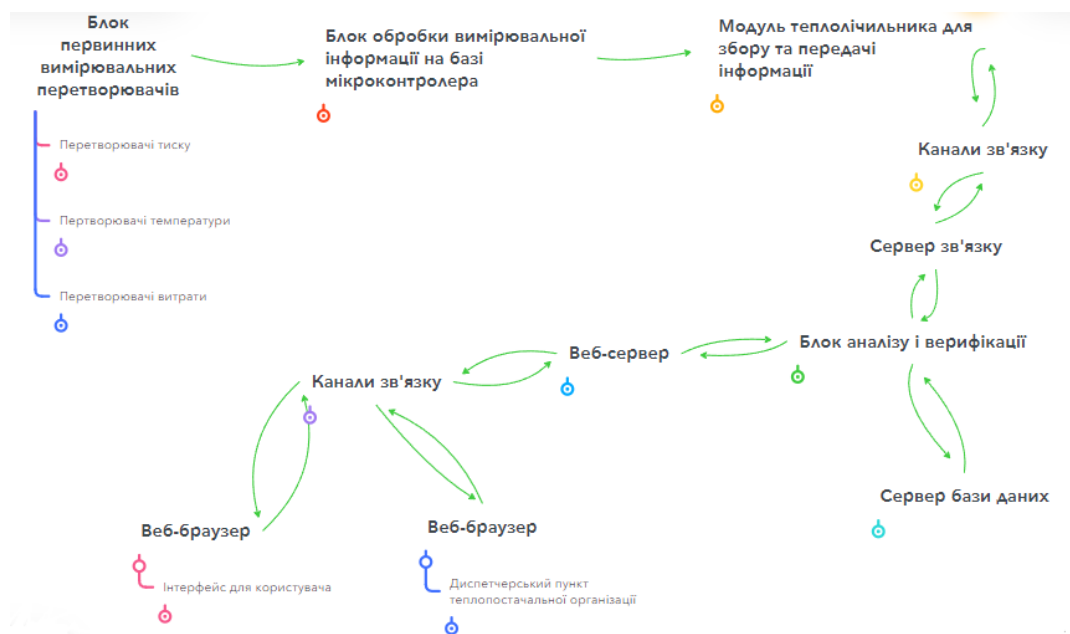 Блок
первинних
вимірювальних
перетворювачів
Блок обробки вимірювальної
інформації на базі
мікроконтролера
Модуль теплолічильника для
збору та передачі
інформації
Перетворювачі тиску
Пертворювачі температури
Перетворювачі витрати
Канали зв'язку
Сервер зв'язку
Блок аналізу і верифікації
Веб-сервер
Канали зв'язку
Сервер бази даних
Веб-браузер
Інтерфейс для користувача
Веб-браузер
Диспетчерський пункт
теплопостачальної організації